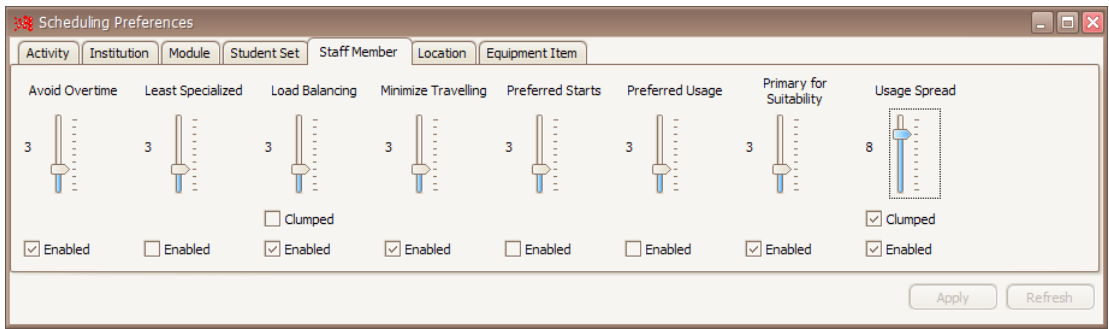 Scheduling Preferences
Activity Institution Module Student Set Staff Member Location Equipment Item
Avoid Overtime Least Specialized Load Balancing Minimize Travelling Preferred Starts Preferred Usage Primary for Suitability Usage Spread
3 3 3 3 3 3 3 8
Clumped Clumped
Enabled Enabled Enabled Enabled Enabled Enabled Enabled Enabled
Apply Refresh